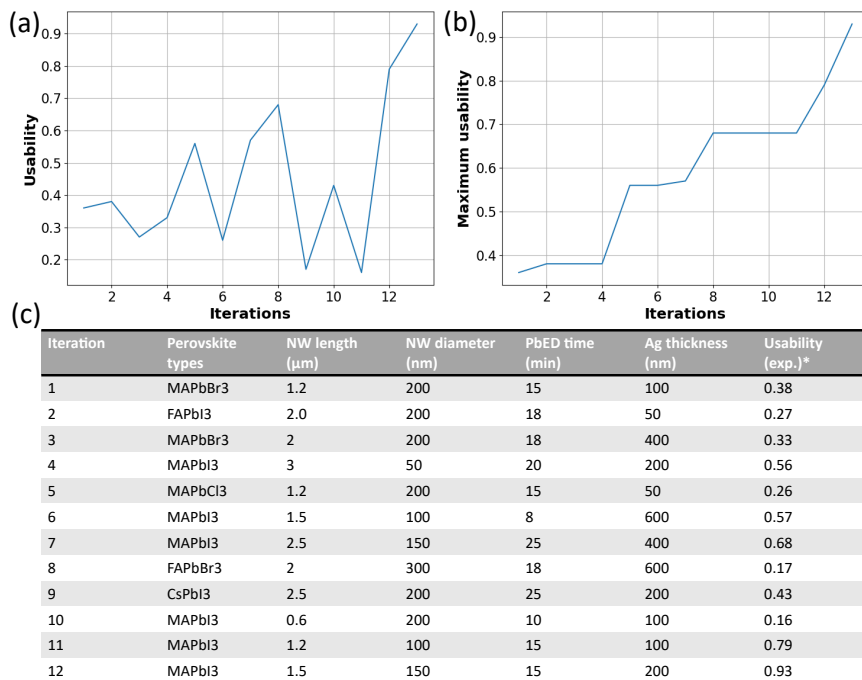 (a)
0.9
0.8
0.7
0.6
0.5
0.4
0.3
0.2
Usability
2 4 6 8 10 12
Iterations
(b)
0.9
0.8
0.7
0.6
0.5
0.4
Maximum usability
2 4 6 8 10 12
Iterations
(c)
Iteration Perovskite types NW length (μm) NW diameter (nm) PbED time (min) Ag thickness (nm) Usability (exp.)*
1 MAPbBr3 1.2 200 15 100 0.38
2 FAPbI3 2.0 200 18 50 0.27
3 MAPbBr3 2 200 18 400 0.33
4 MAPbI3 3 50 20 200 0.56
5 MAPbCl3 1.2 200 15 50 0.26
6 MAPbI3 1.5 100 8 600 0.57
7 MAPbI3 2.5 150 25 400 0.68
8 FAPbBr3 2 300 18 600 0.17
9 CsPbI3 2.5 200 25 200 0.43
10 MAPbI3 0.6 200 10 100 0.16
11 MAPbI3 1.2 100 15 100 0.79
12 MAPbI3 1.5 150 15 200 0.93